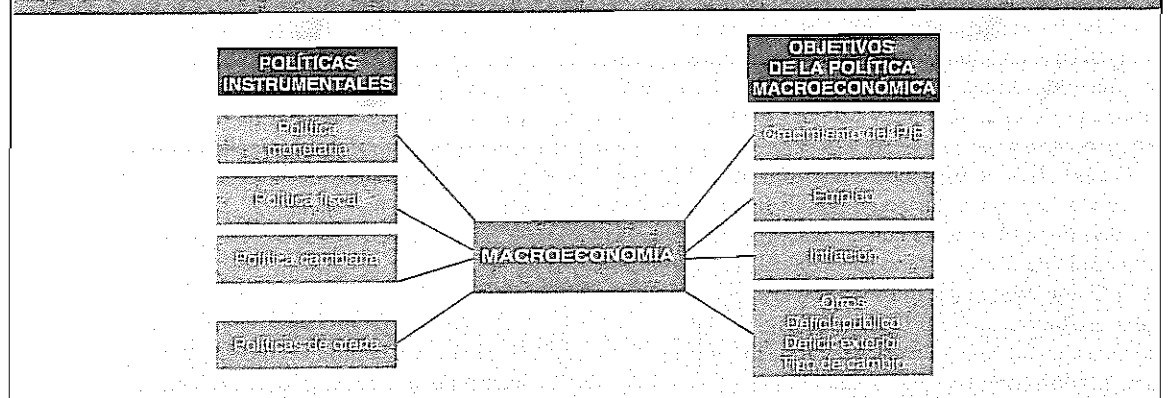 POLÍTICAS
INSTRUMENTALES
Política
monetaria
Política fiscal
Política cambiaria
Políticas de oferta
MACROECONOMÍA
OBJETIVOS
DE LA POLÍTICA
MACROECONÓMICA
Crecimiento del PIB
Empleo
Inflación
Otros
Déficit público
Déficit exterior
Tipo de cambio